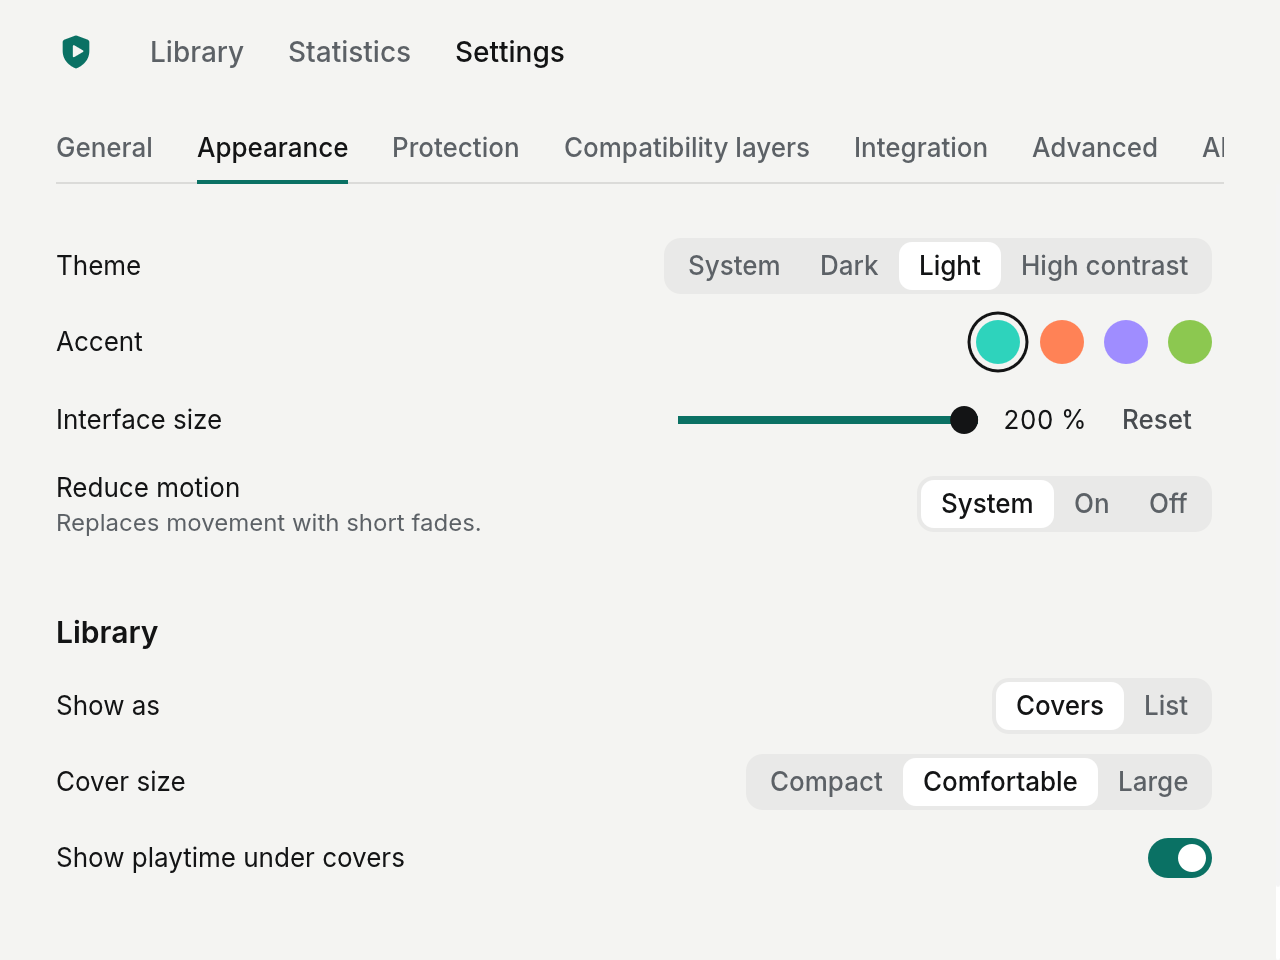 Library Statistics Settings
General Appearance Protection Compatibility layers Integration Advanced
Theme System Dark Light High contrast
Accent
Interface size 200 % Reset
Reduce motion System On Off
Replaces movement with short fades.
Library
Show as Covers List
Cover size Compact Comfortable Large
Show playtime under covers